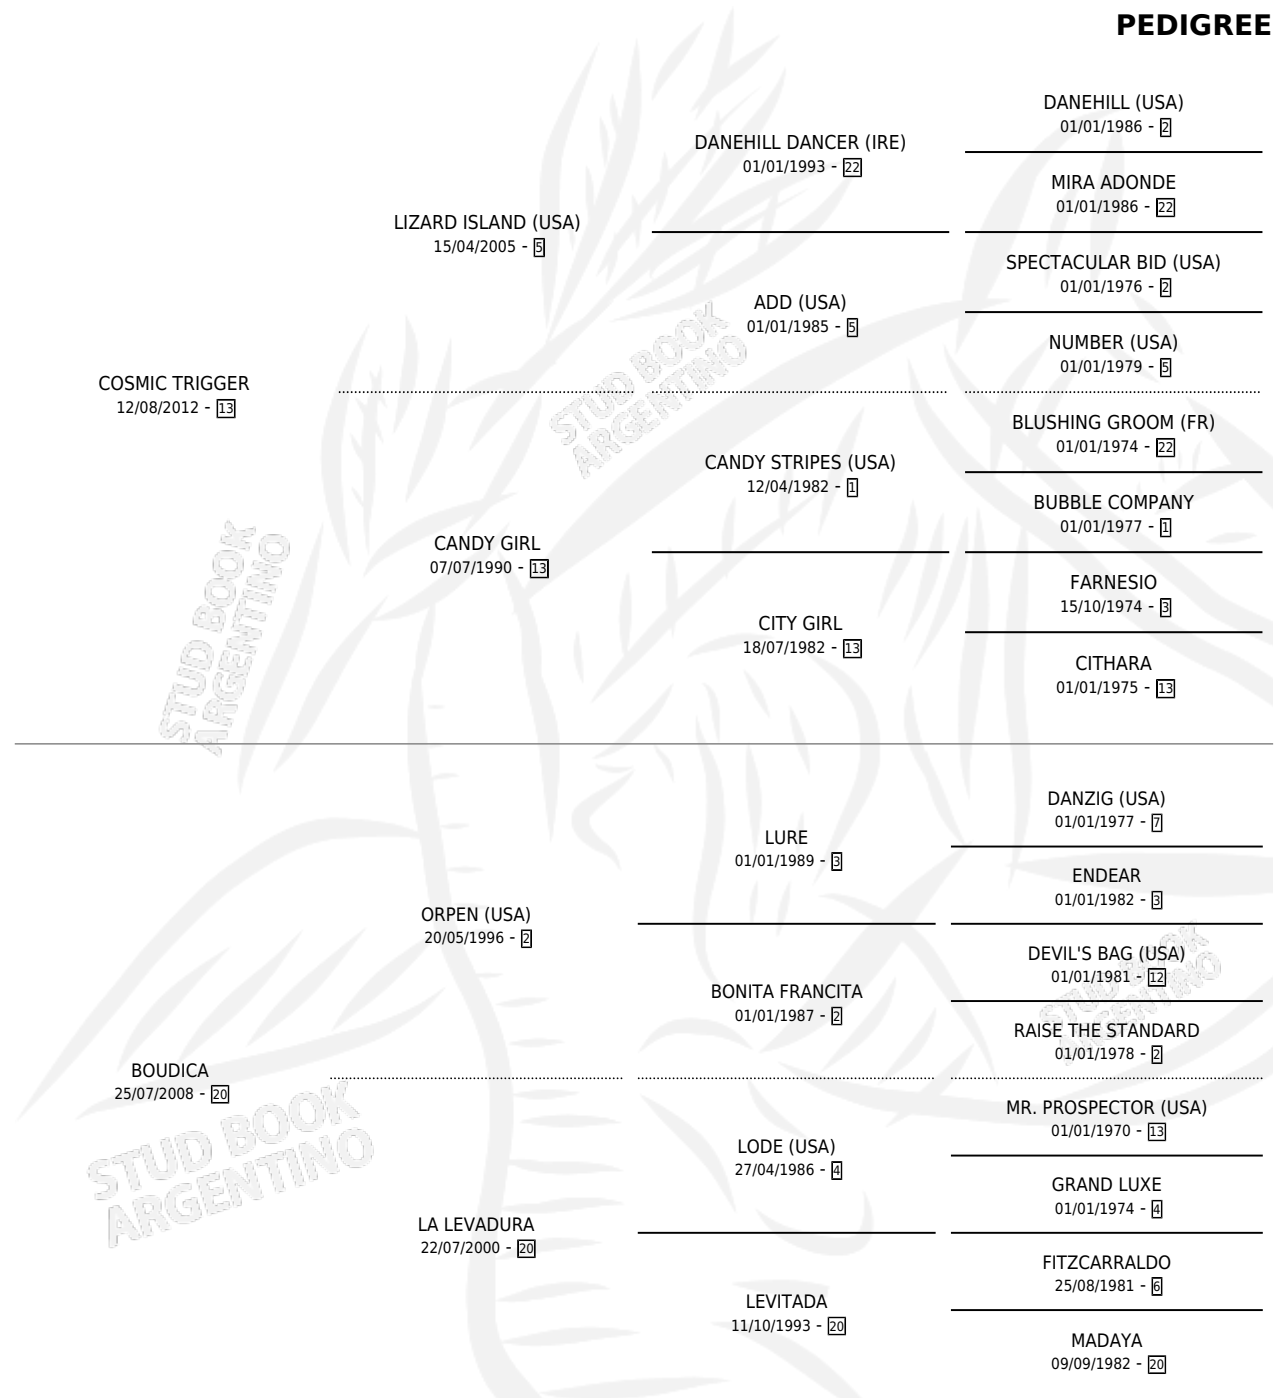 PEDIGREE
DANEHILL (USA)
01/01/1986 - 2
DANEHILL DANCER (IRE)
01/01/1993 - 22
MIRA ADONDE
01/01/1986 - 22
LIZARD ISLAND (USA)
15/04/2005 - 5
SPECTACULAR BID (USA)
01/01/1976 - 2
ADD (USA)
01/01/1985 - 5
NUMBER (USA)
01/01/1979 - 5
COSMIC TRIGGER
12/08/2012 - 13
BLUSHING GROOM (FR)
01/01/1974 - 22
CANDY STRIPES (USA)
12/04/1982 - 1
BUBBLE COMPANY
01/01/1977 - 1
CANDY GIRL
07/07/1990 - 13
FARNESIO
15/10/1974 - 3
CITY GIRL
18/07/1982 - 13
CITHARA
01/01/1975 - 13
DANZIG (USA)
01/01/1977 - 7
LURE
01/01/1989 - 3
ENDEAR
01/01/1982 - 3
ORPEN (USA)
20/05/1996 - 2
DEVIL'S BAG (USA)
01/01/1981 - 12
BONITA FRANCITA
01/01/1987 - 2
RAISE THE STANDARD
01/01/1978 - 2
BOUDICA
25/07/2008 - 20
MR. PROSPECTOR (USA)
01/01/1970 - 13
LODE (USA)
27/04/1986 - 4
GRAND LUXE
01/01/1974 - 4
LA LEVADURA
22/07/2000 - 20
FITZCARRALDO
25/08/1981 - 6
LEVITADA
11/10/1993 - 20
MADAYA
09/09/1982 - 20
STUD BOOK
ARGENTINO
STUD BOOK
ARGENTINO
STUD BOOK
ARGENTINO
STUD BOOK
ARGENTINO